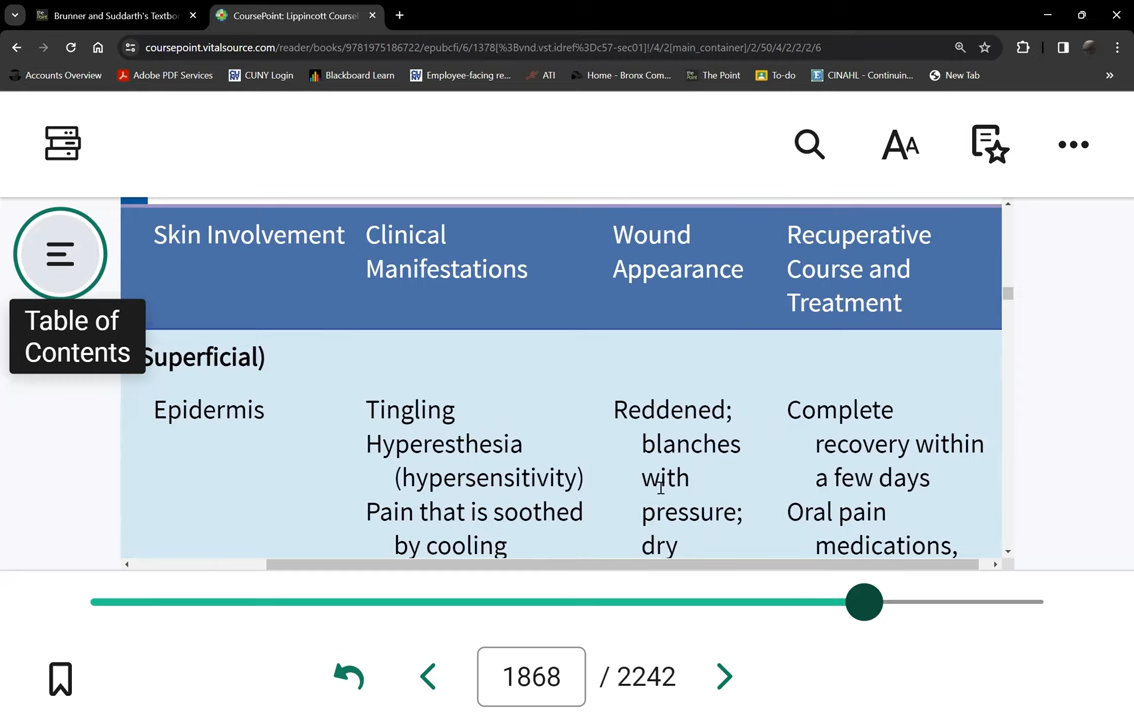 Brunner and Suddarth's Textbo
CoursePoint: Lippincott Course
coursepoint.vitalsource.com/reader/books/9781975186722/epubcfi/6/1378[%3Bvnd.vst.idref%3Dc57-sec01]!/4/2[main_container]/2/50/4/2/2/2/6
Accounts Overview
Adobe PDF Services
CUNY Login
Blackboard Learn
Employee-facing re...
ATI
Home - Bronx Com...
The Point
To-do
CINAHL - Continuin...
New Tab
AA
Table of
Contents
Skin Involvement
Clinical
Manifestations
Wound
Appearance
Recuperative
Course and
Treatment
Superficial)
Epidermis
Tingling
Hyperesthesia
(hypersensitivity)
Pain that is soothed
by cooling
Reddened;
blanches
with
pressure;
dry
Complete
recovery within
a few days
Oral pain
medications,
1868 / 2242